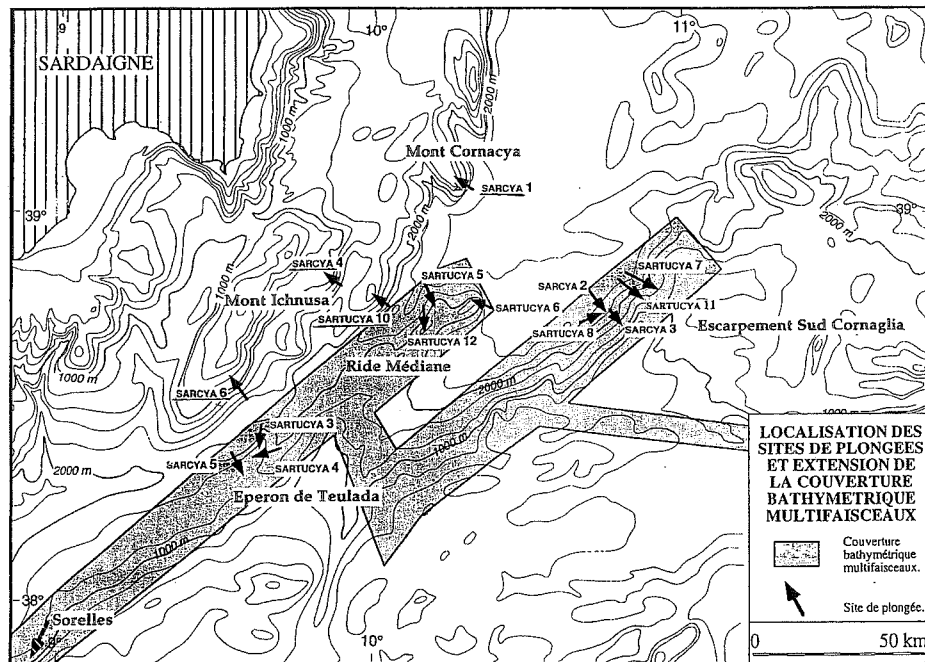 9
10°
11°
SARDAIGNE
1000 m
2000 m
Mont Cornacya
SARCYA 1
39°
39°
2000 m
2000 m
SARCYA 4
1000 m
Mont Ichnusa
SARTUCYA 5
SARTUCYA 7
SARCYA 2
SARTUCYA 6
SARTUCYA 10
SARTUCYA 11
SARTUCYA 8
SARCYA 3
SARTUCYA 12
Escarpement Sud Cornaglia
Ride Médiane
1000 m
SARCYA 6
2000 m
1000 m
SARTUCYA 3
1000 m
2000 m
SARCYA 5
SARTUCYA 4
Eperon de Teulada
1000 m
38°
Sorelles
9°
10°
LOCALISATION DES
SITES DE PLONGEES
ET EXTENSION DE
LA COUVERTURE
BATHYMETRIQUE
MULTIFAISCEAUX
Couverture
bathymétrique
multifaisceaux.
Site de plongée.
0 50 km